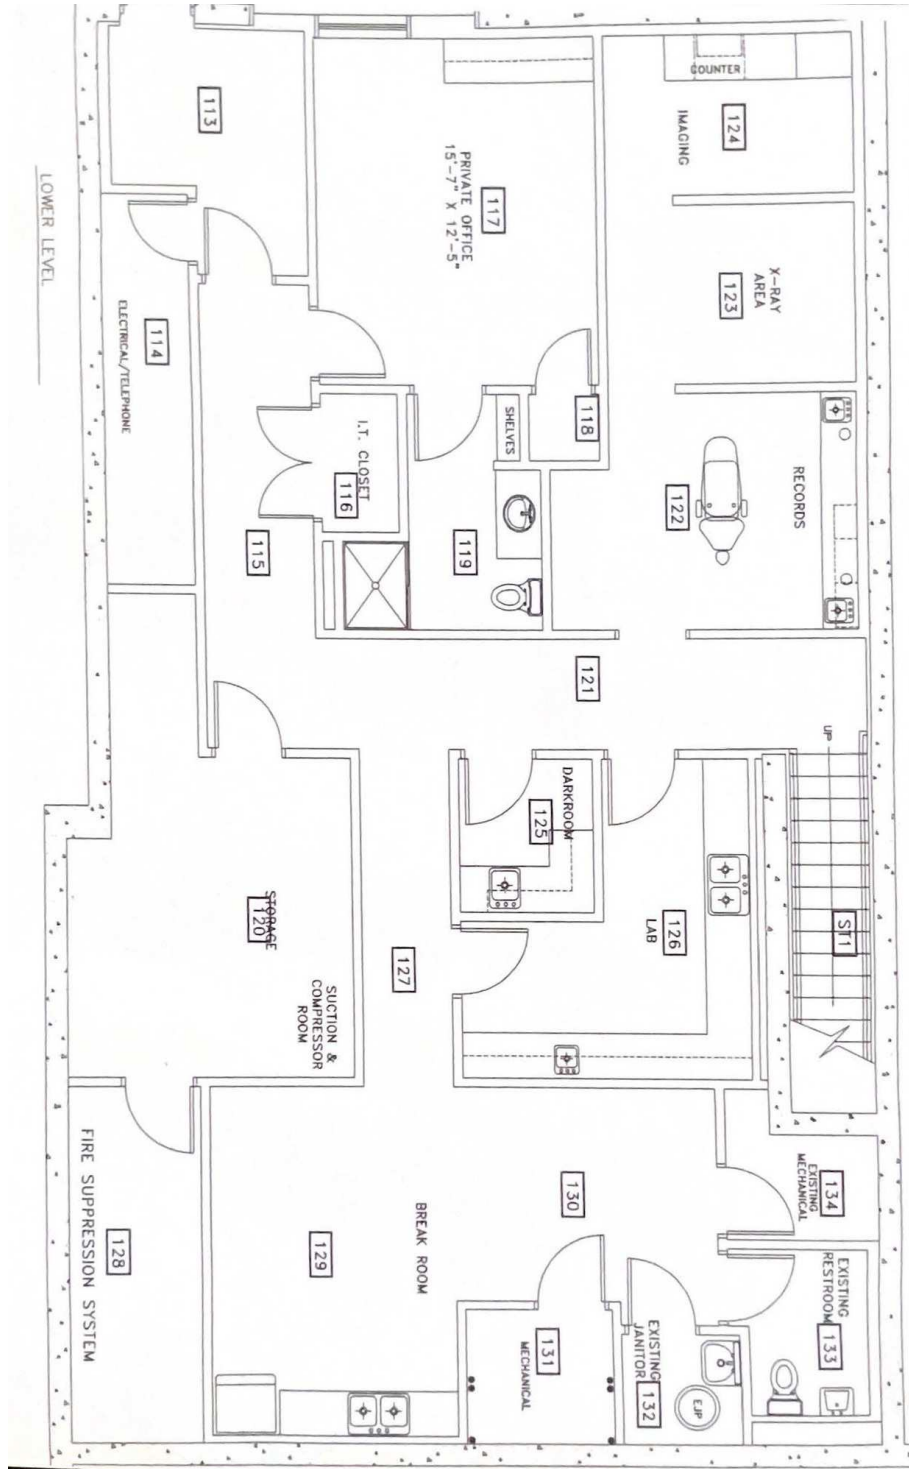 LOWER LEVEL
113
114
ELECTRICAL/TELEPHONE
115
I.T. CLOSET
116
PRIVATE OFFICE
15'-7" X 12'-5"
117
118
SHELVES
119
COUNTER
IMAGING
124
X-RAY
AREA
123
RECORDS
122
121
UP
ST1
DARKROOM
125
126
LAB
127
STORAGE
120
SUCTION &
COMPRESSOR
ROOM
FIRE SUPPRESSION SYSTEM
128
129
BREAK ROOM
130
131
MECHANICAL
EXISTING
JANITOR
132
EJP
EXISTING
RESTROOM
133
134
EXISTING
MECHANICAL